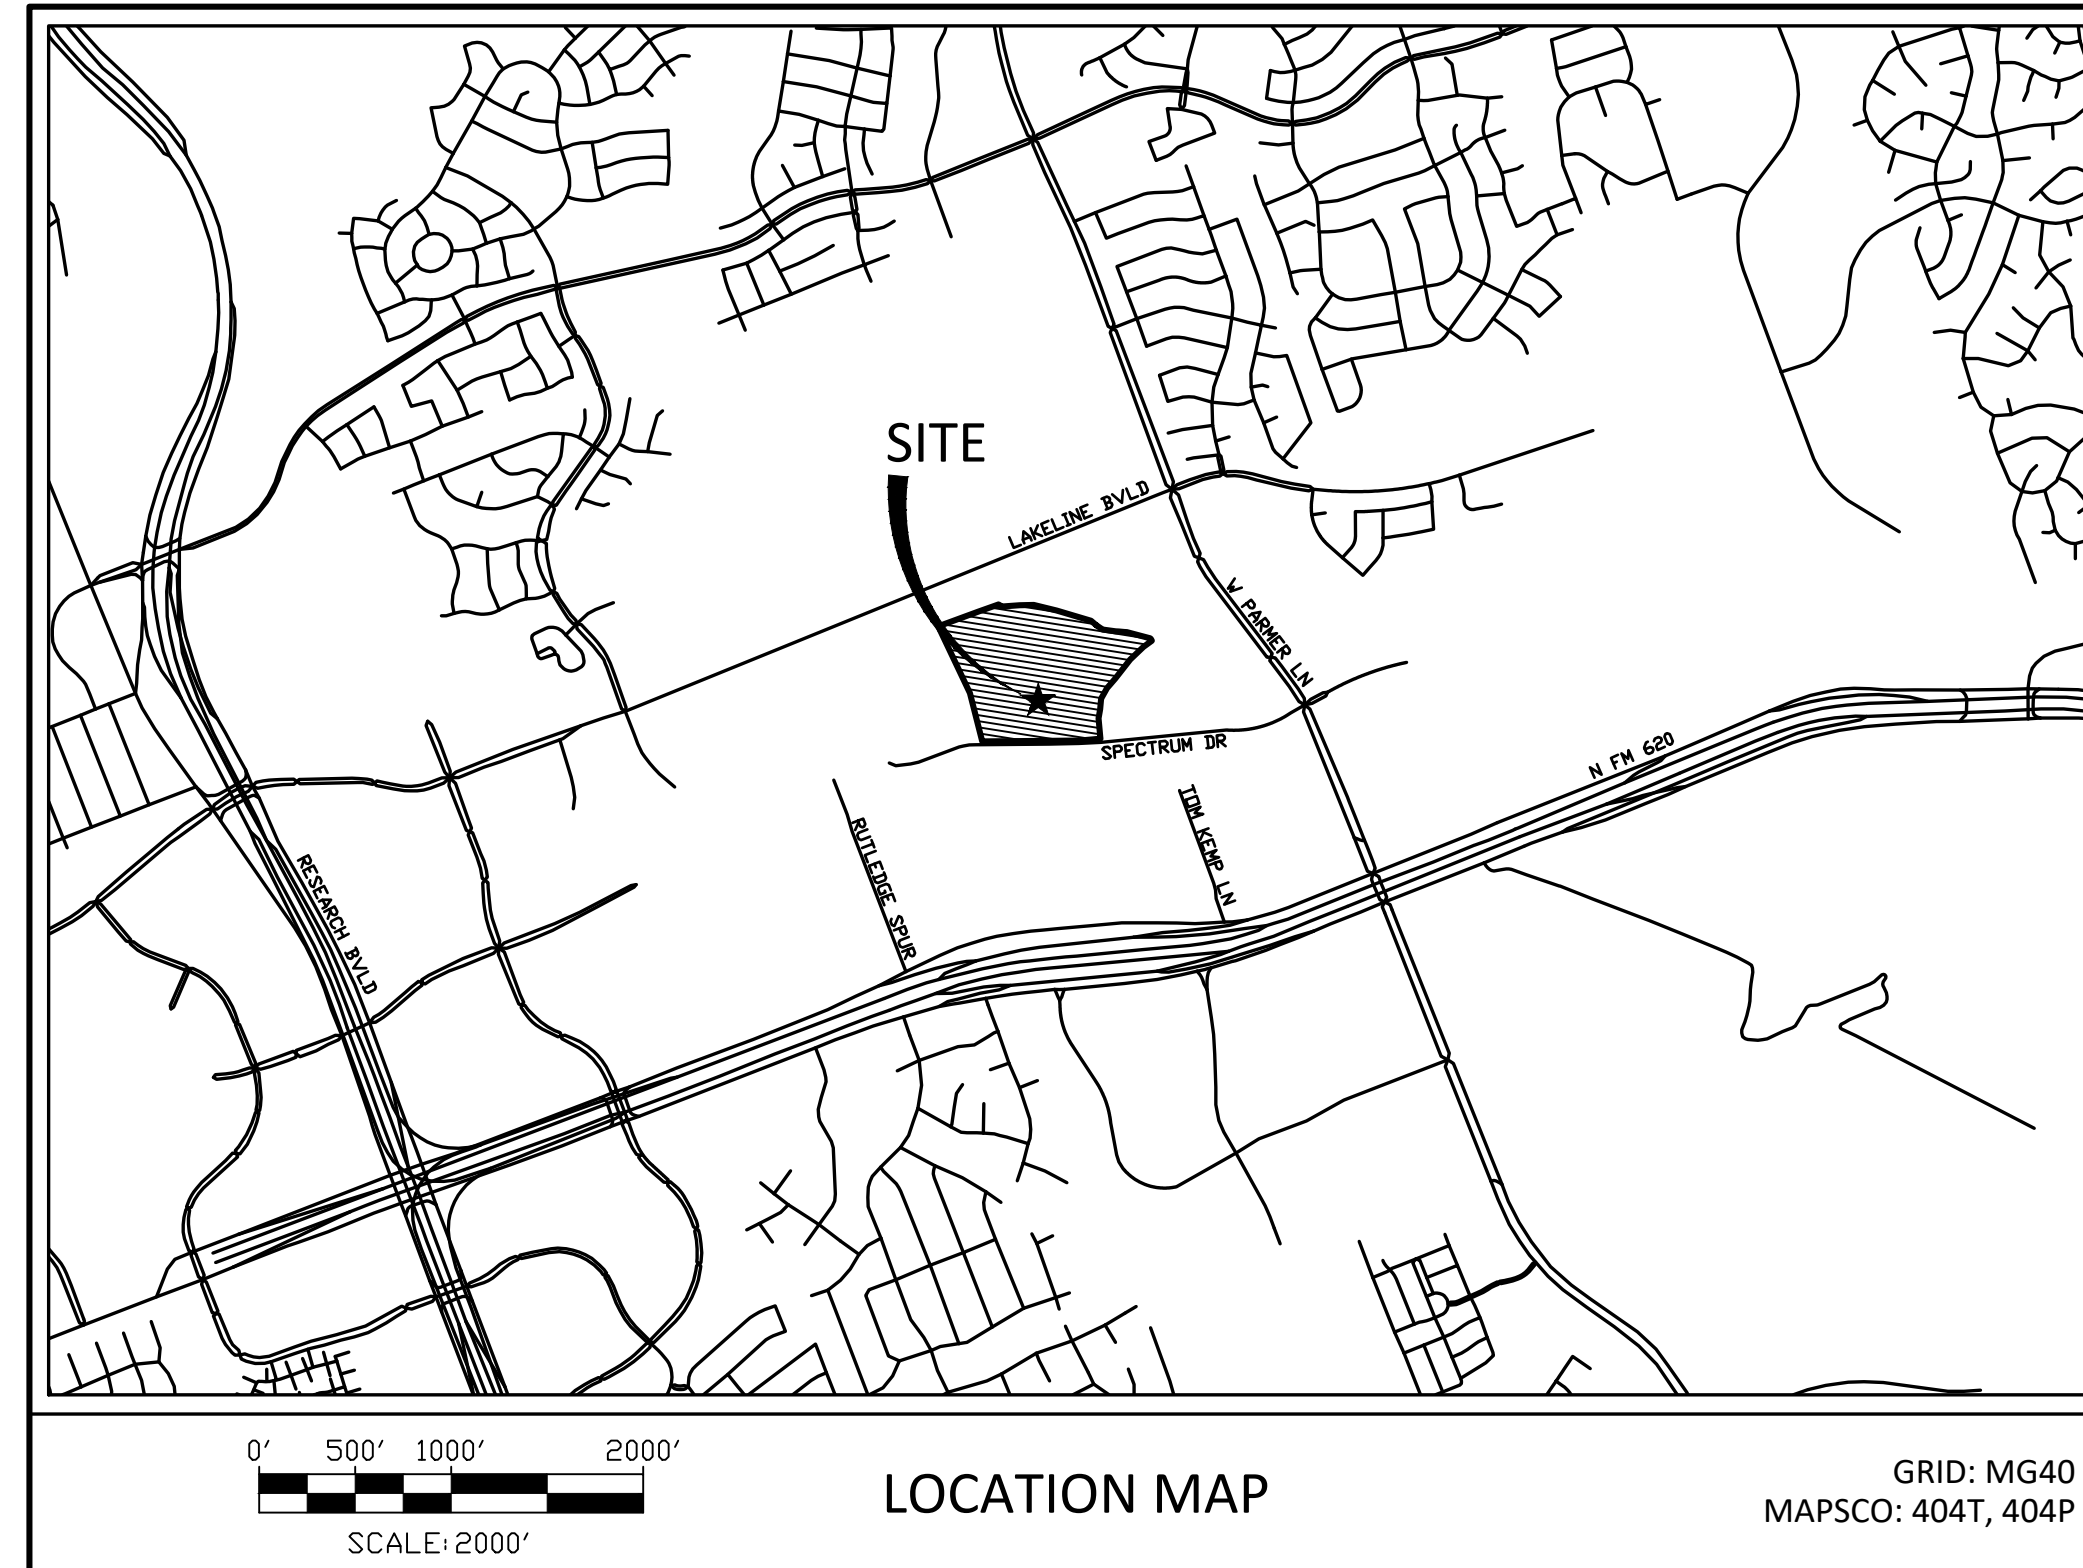 SITE
LAKELINE BVLD
W PARMER LN
SPECTRUM DR
N FM 620
TOM KEMP LN
RUTLEDGE SPUR
RESEARCH BVLD
0' 500' 1000' 2000'
SCALE: 2000'
LOCATION MAP
GRID: MG40
MAPSCO: 404T, 404P